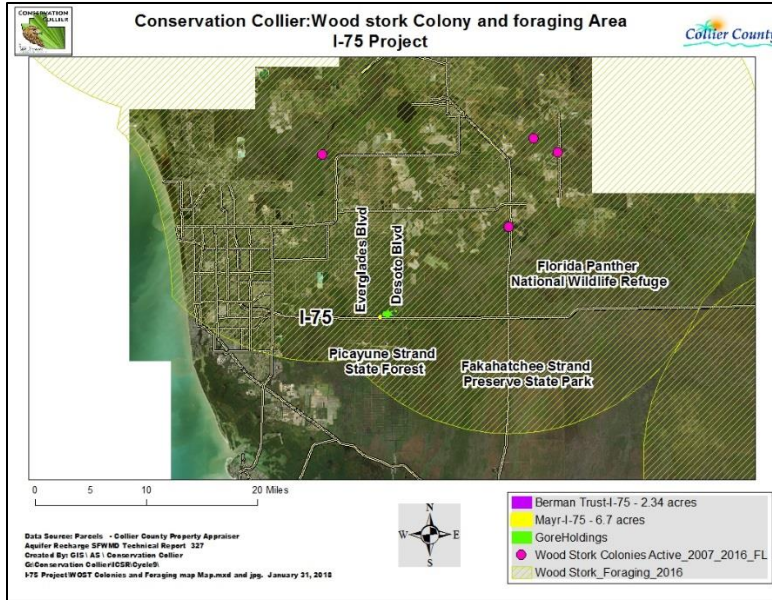 CONSERVATION
COLLIER
Conservation Collier:Wood stork Colony and foraging Area
I-75 Project
Collier County
Everglades Blvd
Desoto Blvd
Florida Panther
National Wildlife Refuge
I-75
Picayune Strand
State Forest
Fakahatchee Strand
Preserve State Park
0 5 10 20 Miles
N
W E
S
Berman Trust-I-75 - 2.34 acres
Mayr-I-75 - 6.7 acres
GoreHoldings
Wood Stork Colonies Active_2007_2016_FL
Wood Stork_Foraging_2016
Data Source: Parcels - Collier County Property Appraiser
Aquifer Recharge SFWMD Technical Report 327
Created By: GIS\ AS \ Conservation Collier
G:\Conservation Collier\ICSR\Cycle9\
I-75 Project\WOST Colonies and Foraging map Map.mxd and jpg. January 31, 2018